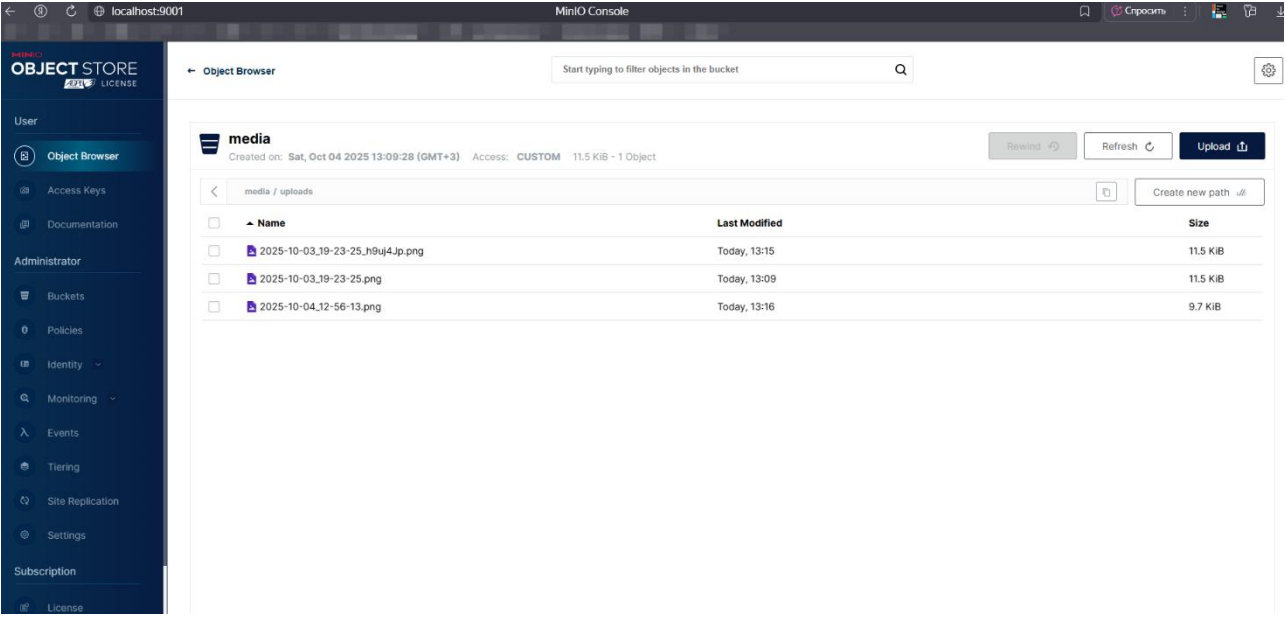 localhost:9001 MinIO Console Спросить
MINIO
OBJECT STORE
LICENSE
← Object Browser
Start typing to filter objects in the bucket
User
Object Browser
Access Keys
Documentation
Administrator
Buckets
Policies
Identity
Monitoring
Events
Tiering
Site Replication
Settings
Subscription
License
media
Created on: Sat, Oct 04 2025 13:09:28 (GMT+3) Access: CUSTOM 11.5 KiB - 1 Object
Rewind Refresh Upload
media / uploads
Create new path
Name Last Modified Size
2025-10-03_19-23-25_h9uj4Jp.png Today, 13:15 11.5 KiB
2025-10-03_19-23-25.png Today, 13:09 11.5 KiB
2025-10-04_12-56-13.png Today, 13:16 9.7 KiB